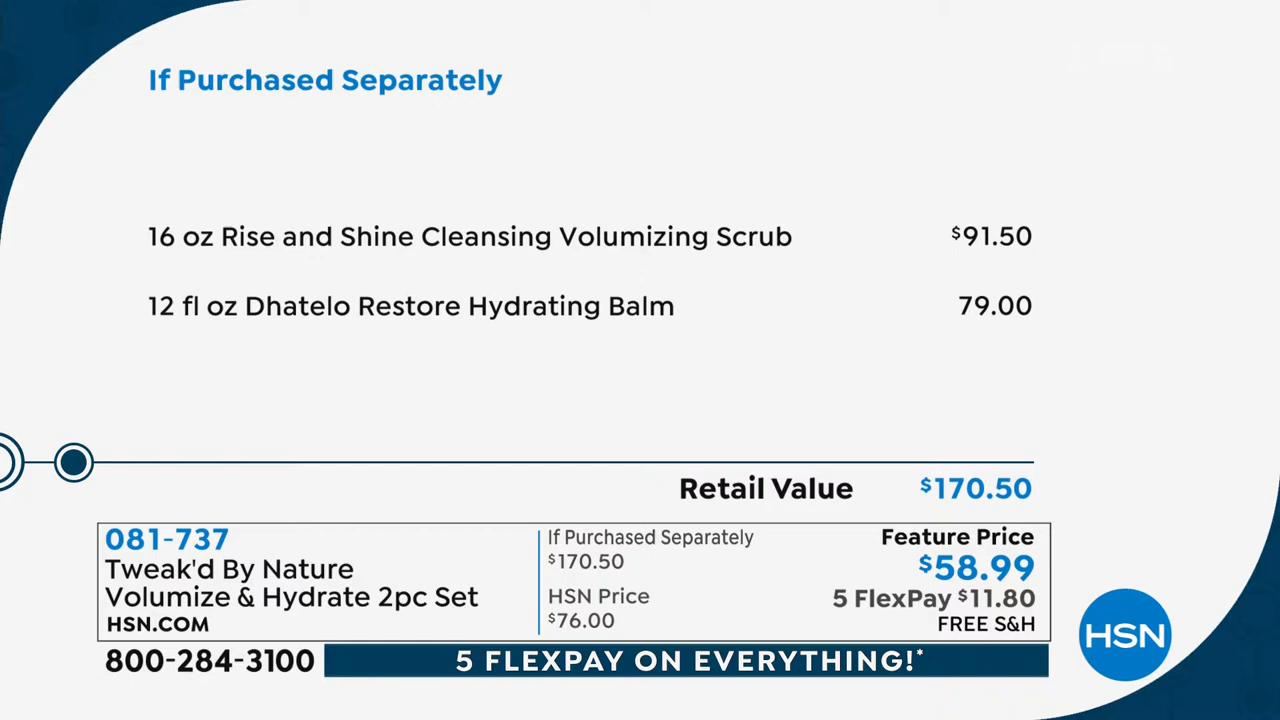 If Purchased Separately
16 oz Rise and Shine Cleansing Volumizing Scrub $91.50
12 fl oz Dhatelo Restore Hydrating Balm 79.00
Retail Value $170.50
081-737
Tweak'd By Nature
Volumize & Hydrate 2pc Set
HSN.COM
If Purchased Separately
$170.50
HSN Price
$76.00
Feature Price
$58.99
5 FlexPay $11.80
FREE S&H
HSN
800-284-3100
5 FLEXPAY ON EVERYTHING!*